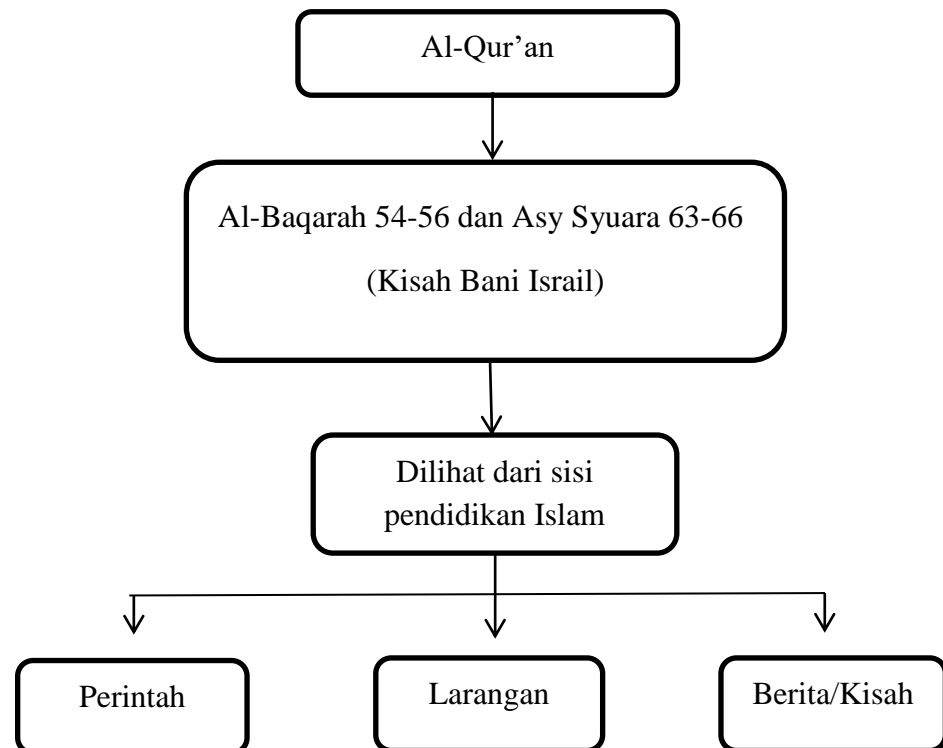 Al-Qur’an
Al-Baqarah 54-56 dan Asy Syuara 63-66
(Kisah Bani Israil)
Dilihat dari sisi
pendidikan Islam
Perintah
Larangan
Berita/Kisah